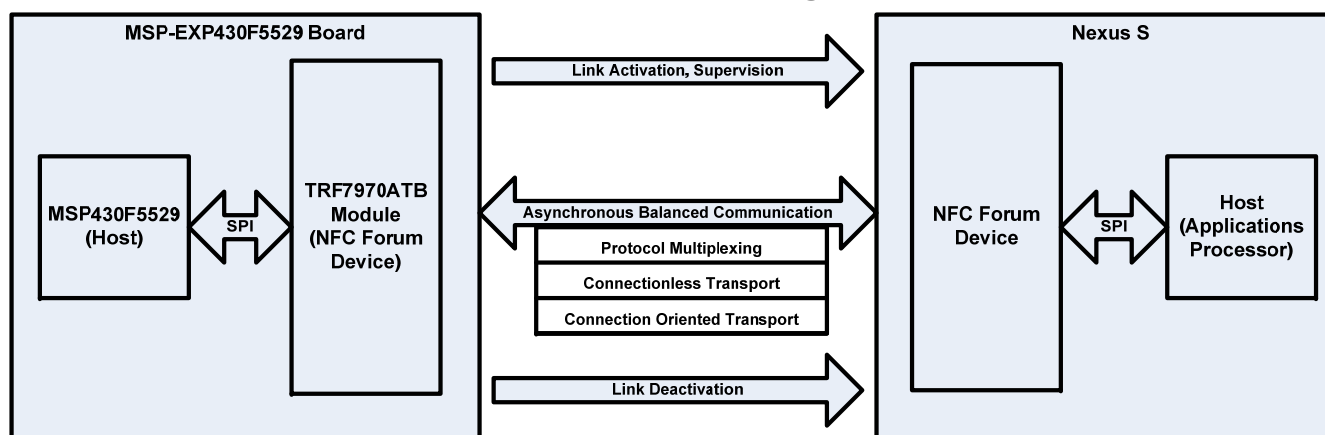 MSP-EXP430F5529 Board
MSP430F5529
(Host)
SPI
TRF7970ATB
Module
(NFC Forum
Device)
Link Activation, Supervision
Asynchronous Balanced Communication
Protocol Multiplexing
Connectionless Transport
Connection Oriented Transport
Link Deactivation
Nexus S
NFC Forum
Device
SPI
Host
(Applications
Processor)